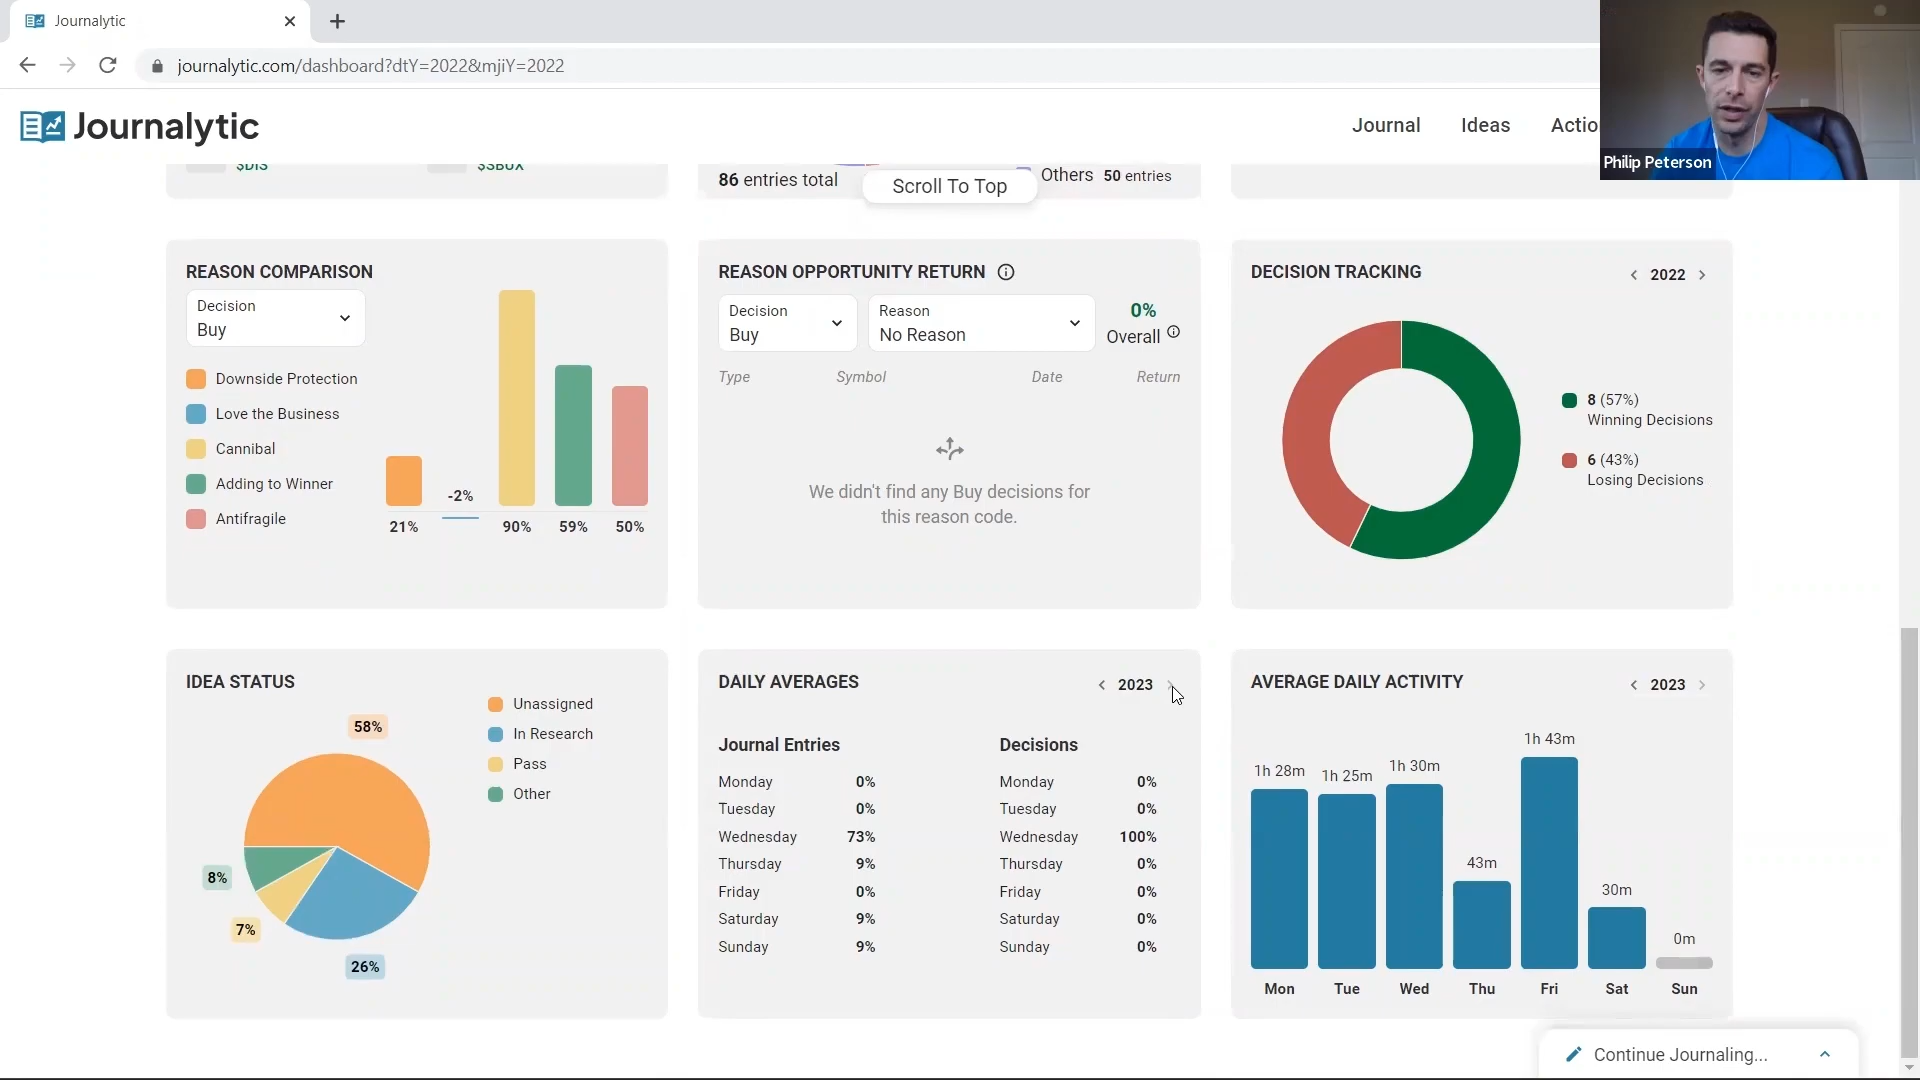 Journalytic
journalytic.com/dashboard?dtY=2022&mjiY=2022
Journalytic
Journal
Ideas
Actio
Philip Peterson
$DIS
$SBUX
86 entries total
Others 50 entries
Scroll To Top
REASON COMPARISON
Decision
Buy
Downside Protection
Love the Business
Cannibal
Adding to Winner
Antifragile
-2%
21%
90%
59%
50%
REASON OPPORTUNITY RETURN
Decision
Buy
Reason
No Reason
0%
Overall
Type
Symbol
Date
Return
We didn't find any Buy decisions for
this reason code.
DECISION TRACKING
2022
8 (57%)
Winning Decisions
6 (43%)
Losing Decisions
IDEA STATUS
Unassigned
In Research
Pass
Other
58%
8%
7%
26%
DAILY AVERAGES
2023
Journal Entries
Monday 0%
Tuesday 0%
Wednesday 73%
Thursday 9%
Friday 0%
Saturday 9%
Sunday 9%
Decisions
Monday 0%
Tuesday 0%
Wednesday 100%
Thursday 0%
Friday 0%
Saturday 0%
Sunday 0%
AVERAGE DAILY ACTIVITY
2023
1h 28m
1h 25m
1h 30m
43m
1h 43m
30m
0m
Mon
Tue
Wed
Thu
Fri
Sat
Sun
Continue Journaling...